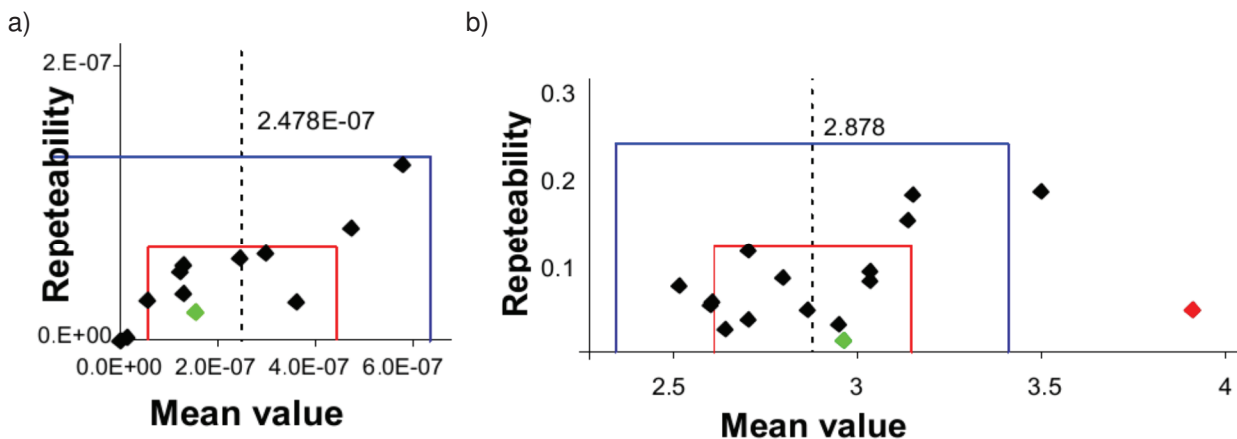 a)
2.E-07
2.478E-07
Repeteability
0.E+00
0.0E+00 2.0E-07 4.0E-07 6.0E-07
Mean value
b)
0.3
2.878
0.2
0.1
Repeteability
2.5 3 3.5 4
Mean value